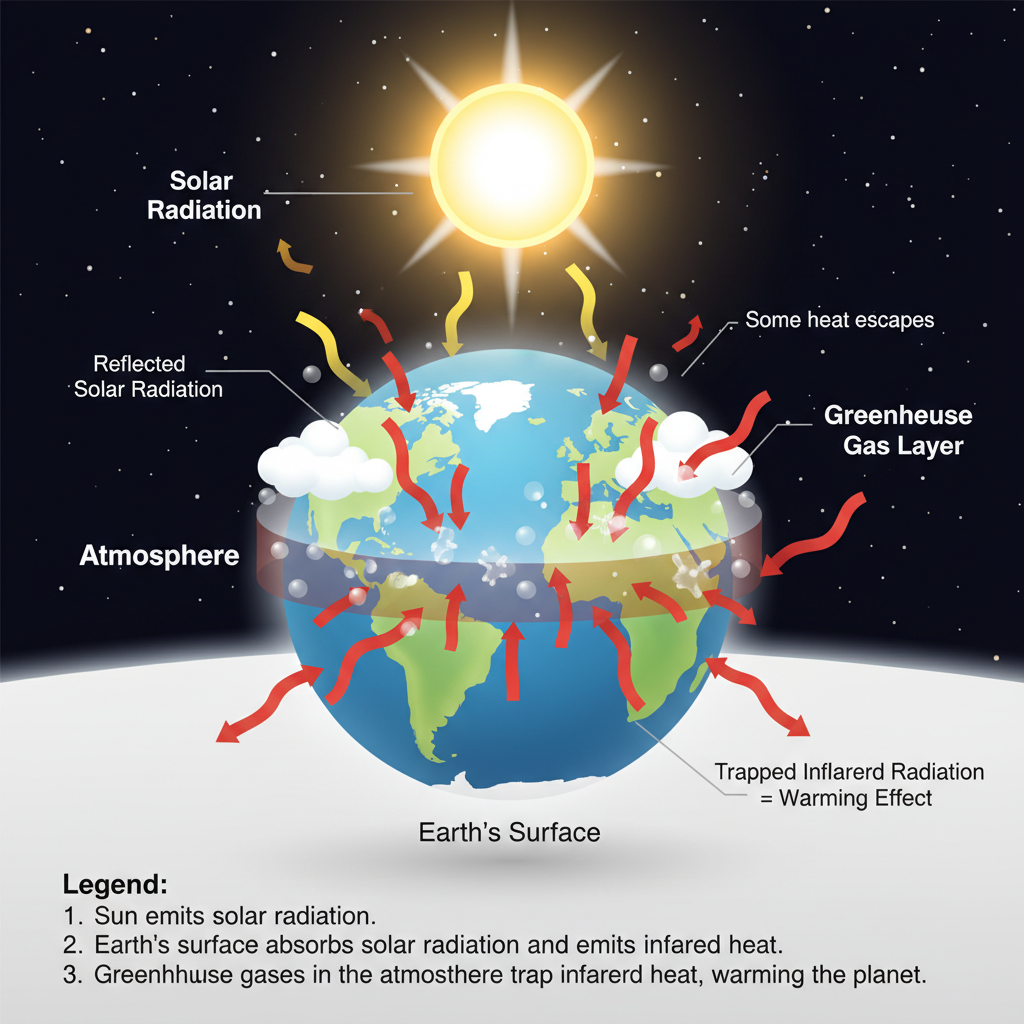 Solar
Radiation
Some heat escapes
Reflected
Solar Radiation
Greenheuse
Gas Layer
Atmosphere
Trapped Inflarerd Radiation
= Warming Effect
Earth's Surface
Legend:
1. Sun emits solar radiation.
2. Earth's surface absorbs solar radiation and emits infared heat.
3. Greenhhuse gases in the atmosthere trap infarerd heat, warming the planet.